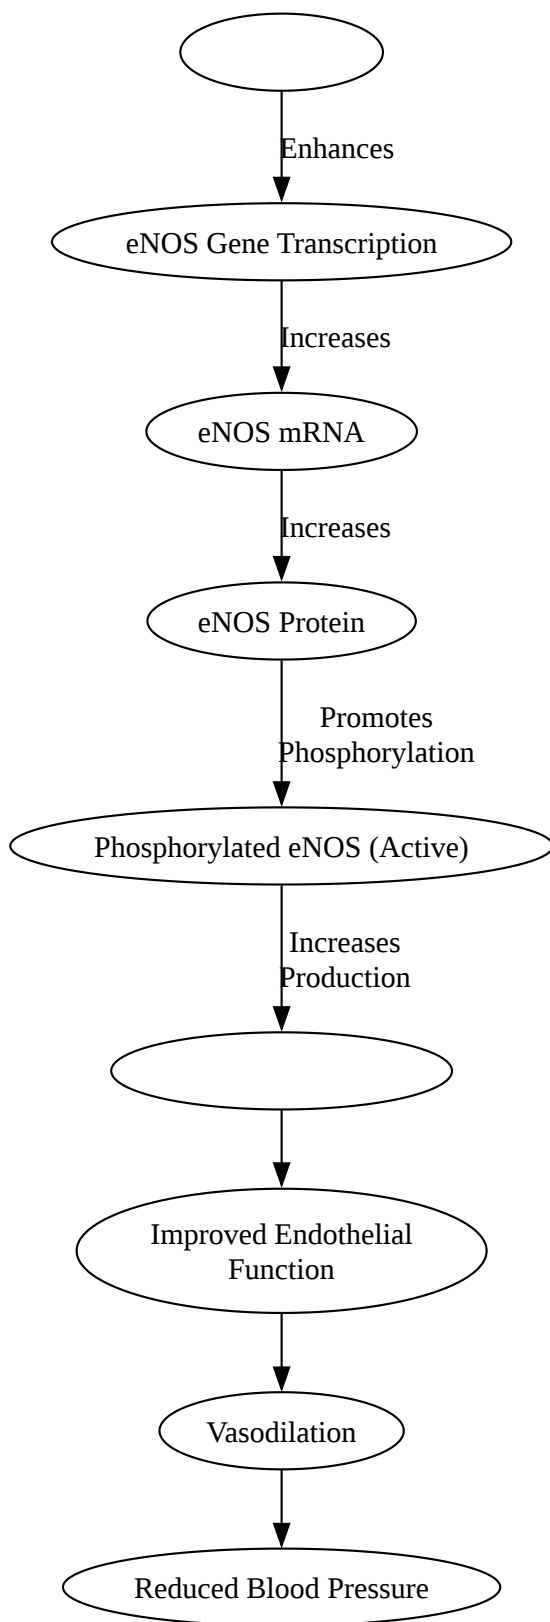 Enhances
eNOS Gene Transcription
Increases
eNOS mRNA
Increases
eNOS Protein
Promotes
Phosphorylation
Phosphorylated eNOS (Active)
Increases
Production
Improved Endothelial
Function
Vasodilation
Reduced Blood Pressure